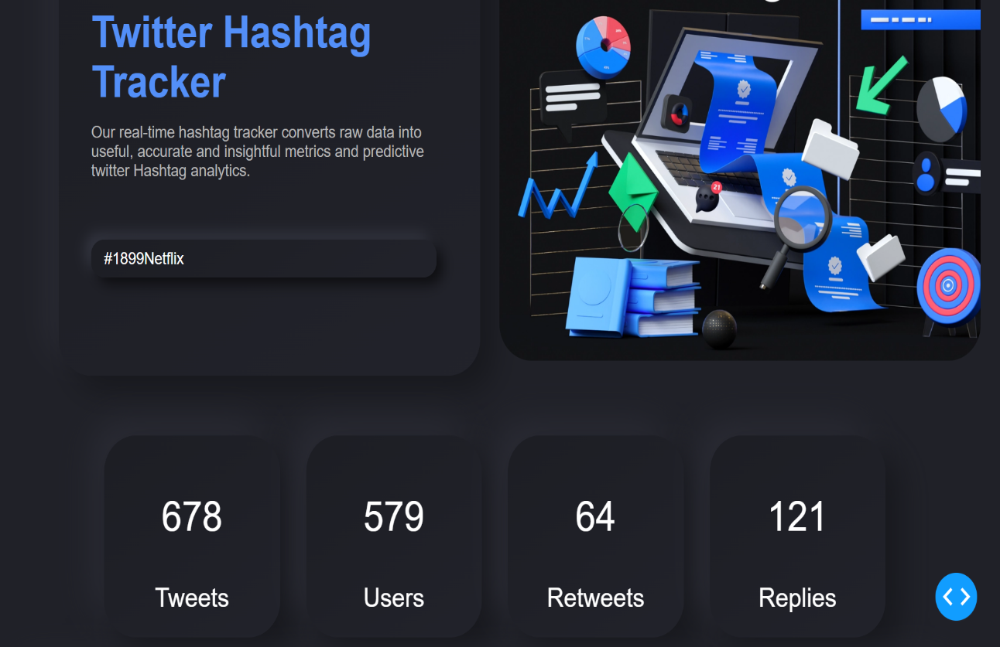 Twitter Hashtag
Tracker
Our real-time hashtag tracker converts raw data into
useful, accurate and insightful metrics and predictive
twitter Hashtag analytics.
#1899Netflix
21
678
579
64
121
Tweets
Users
Retweets
Replies